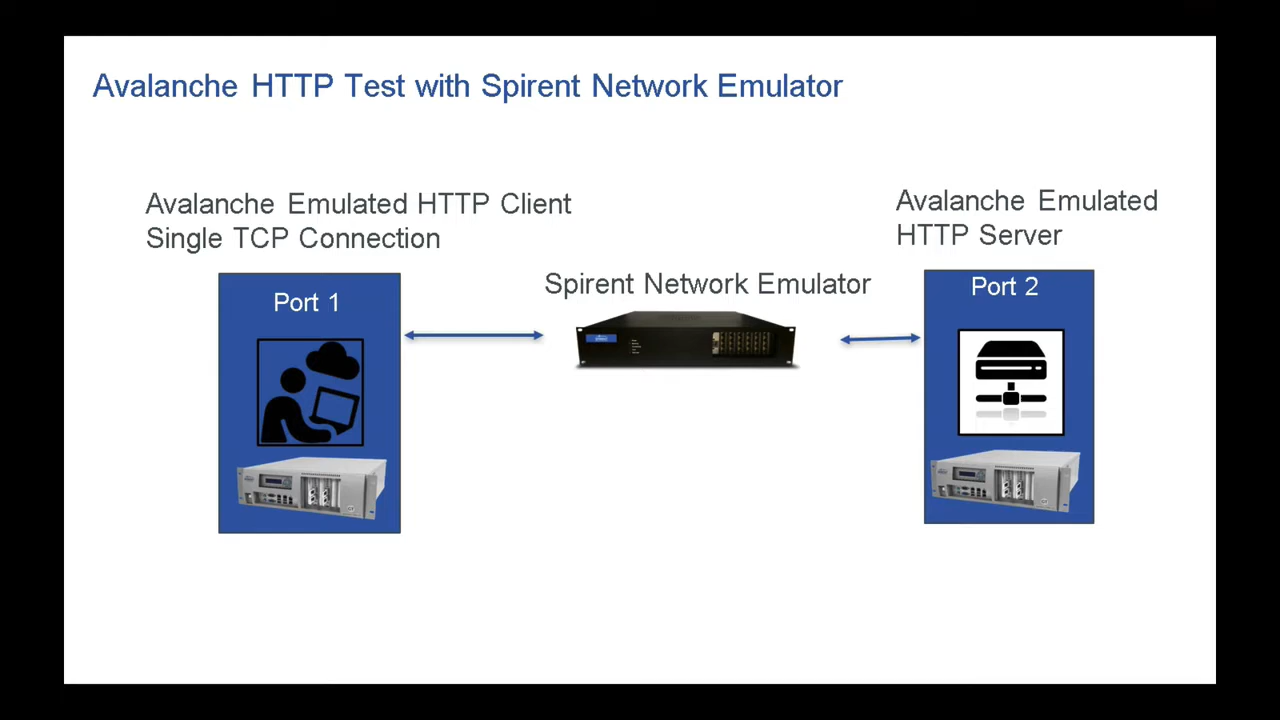 Avalanche HTTP Test with Spirent Network Emulator
Avalanche Emulated HTTP Client
Single TCP Connection
Avalanche Emulated
HTTP Server
Spirent Network Emulator
Port 1
Port 2